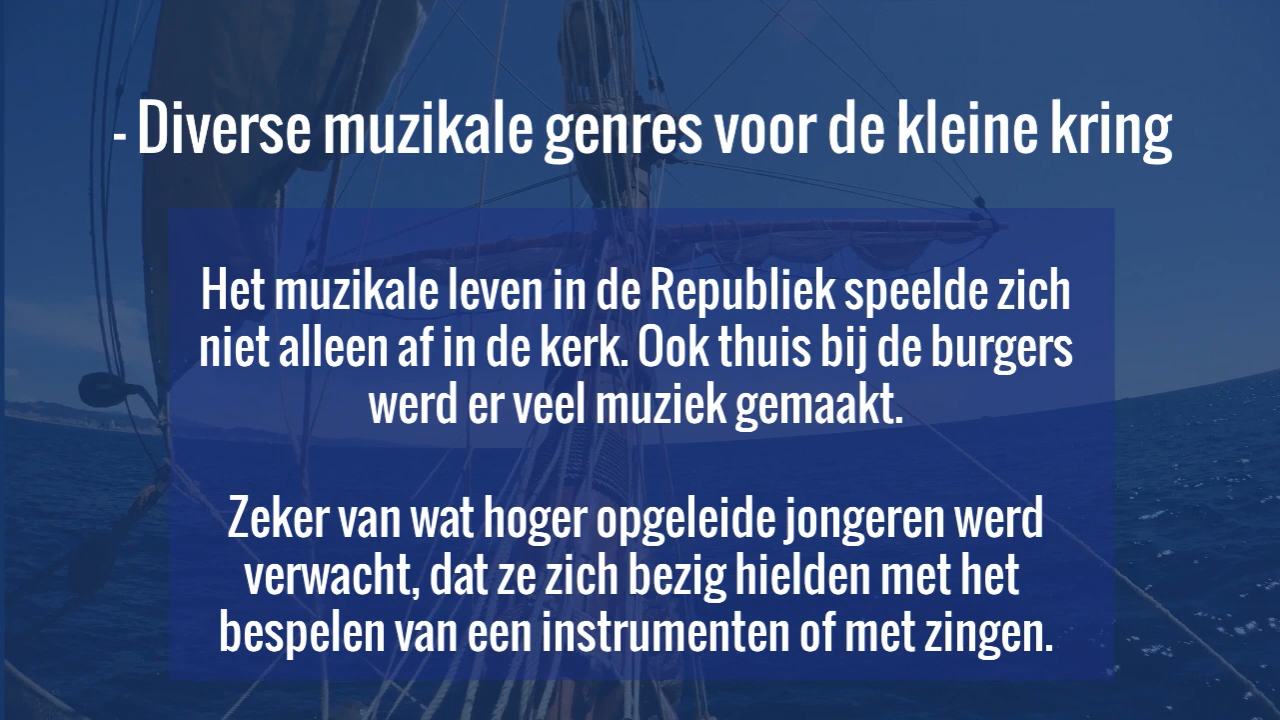 - Diverse muzikale genres voor de kleine kring
Het muzikale leven in de Republiek speelde zich
niet alleen af in de kerk. Ook thuis bij de burgers
werd er veel muziek gemaakt.
Zeker van wat hoger opgeleide jongeren werd
verwacht, dat ze zich bezig hielden met het
bespelen van een instrumenten of met zingen.